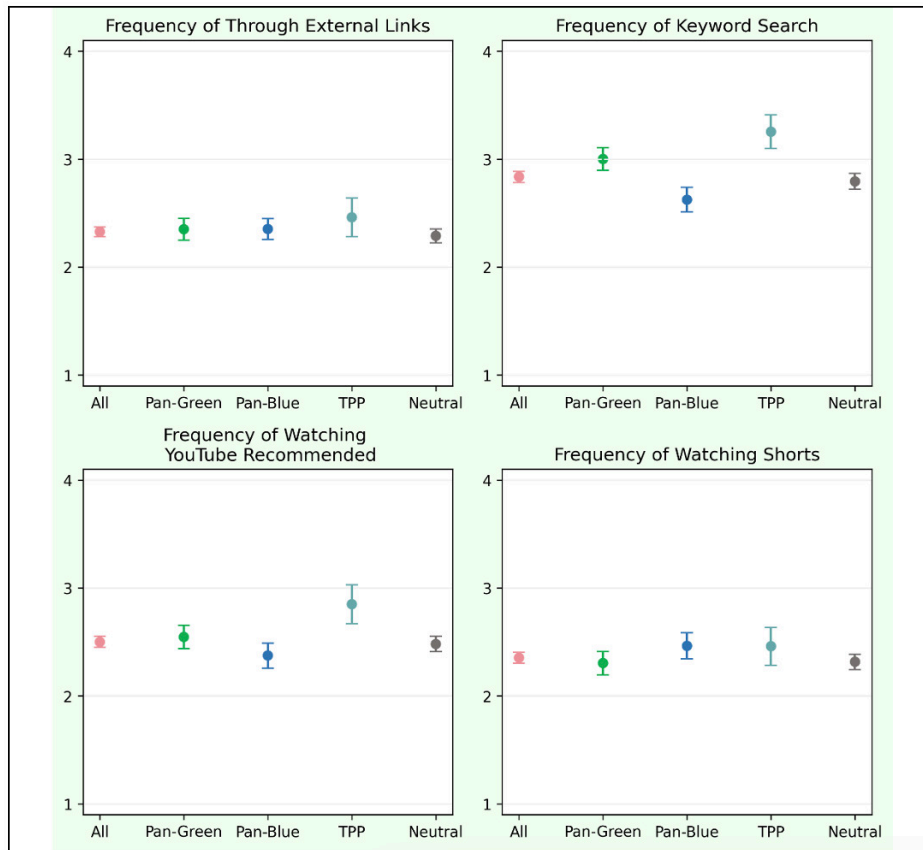 Frequency of Through External Links
4
3
2
1
All Pan-Green Pan-Blue TPP Neutral
Frequency of Keyword Search
4
3
2
1
All Pan-Green Pan-Blue TPP Neutral
Frequency of Watching
YouTube Recommended
4
3
2
1
All Pan-Green Pan-Blue TPP Neutral
Frequency of Watching Shorts
4
3
2
1
All Pan-Green Pan-Blue TPP Neutral